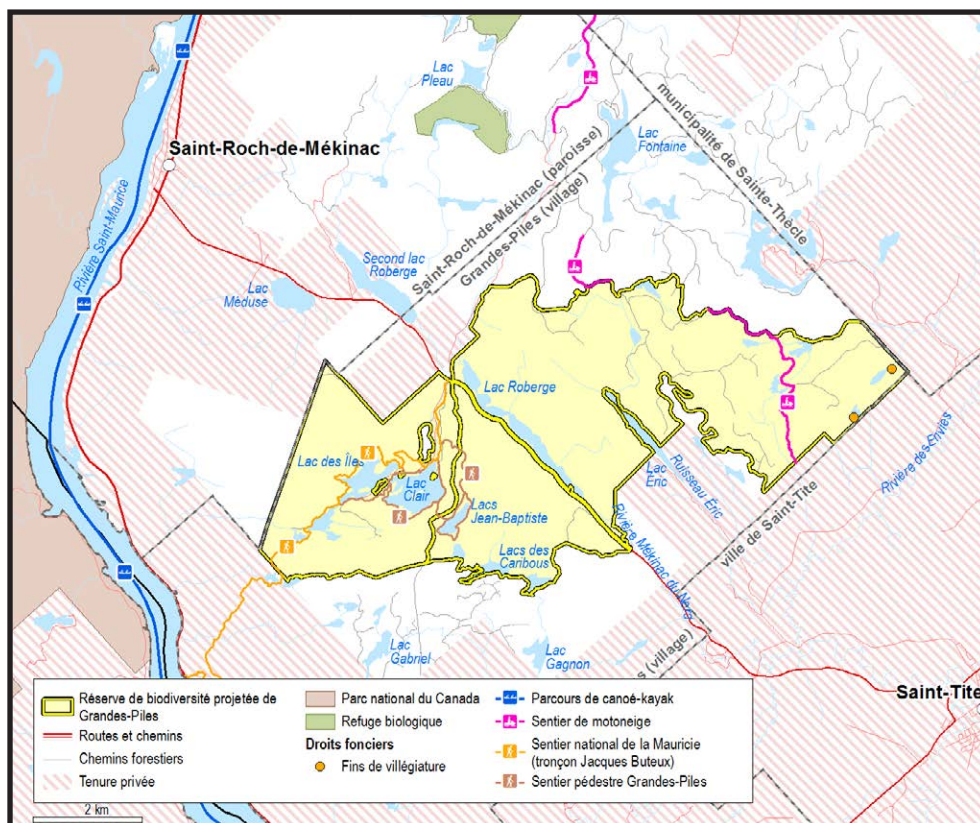 Lac
Pleau
Saint-Roch-de-Mékinac
municipalité de Sainte-Thècle
Lac
Fontaine
Saint-Roch-de-Mékinac (paroisse)
Grandes-Piles (village)
Rivière Saint-Maurice
Second lac
Roberge
Lac
Méduse
Lac Roberge
Lac des Îles
Lac
Clair
Lacs
Jean-Baptiste
Lac
Éric
Ruisseau Éric
Rivière des Envies
ville de Saint-Tite
Lacs des
Caribous
Rivière Mékinac du Nord
Lac
Gabriel
Lac
Gagnon
s (village)
Saint-Tite
Réserve de biodiversité projetée de
Grandes-Piles
Routes et chemins
Chemins forestiers
Tenure privée
Parc national du Canada
Refuge biologique
Droits fonciers
Fins de villégiature
Parcours de canoé-kayak
Sentier de motoneige
Sentier national de la Mauricie
(tronçon Jacques Buteux)
Sentier pédestre Grandes-Piles
2 km